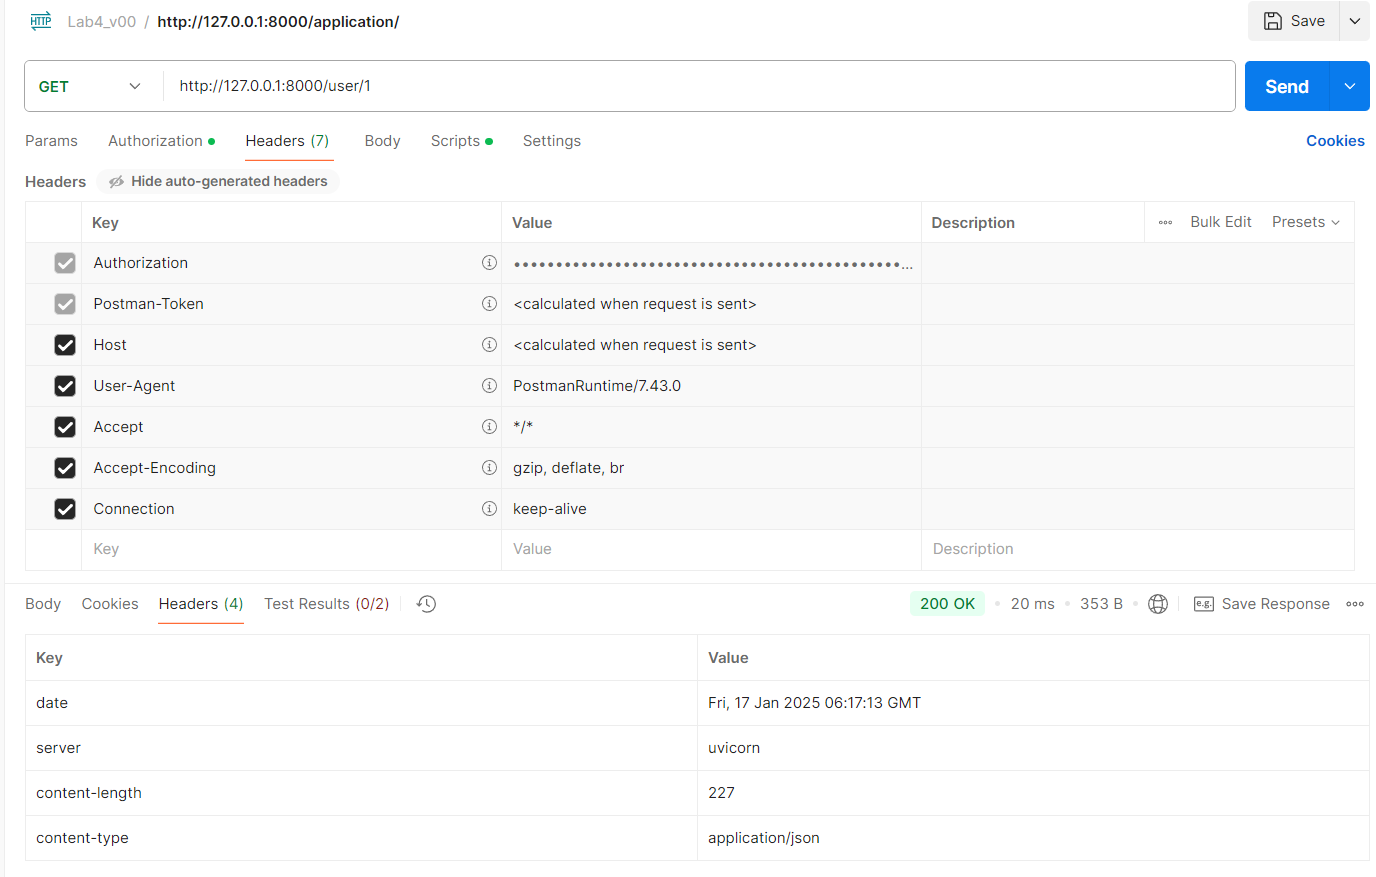 HTTP Lab4_v00 / http://127.0.0.1:8000/application/ Save
GET http://127.0.0.1:8000/user/1 Send
Params Authorization Headers (7) Body Scripts Settings Cookies
Headers Hide auto-generated headers
Key Value Description Bulk Edit Presets
Authorization ••••••••••••••••••••••••••••••••••••••••••••••...
Postman-Token <calculated when request is sent>
Host <calculated when request is sent>
User-Agent PostmanRuntime/7.43.0
Accept */*
Accept-Encoding gzip, deflate, br
Connection keep-alive
Key Value Description
Body Cookies Headers (4) Test Results (0/2) 200 OK • 20 ms • 353 B • e.g. Save Response
Key Value
date Fri, 17 Jan 2025 06:17:13 GMT
server uvicorn
content-length 227
content-type application/json